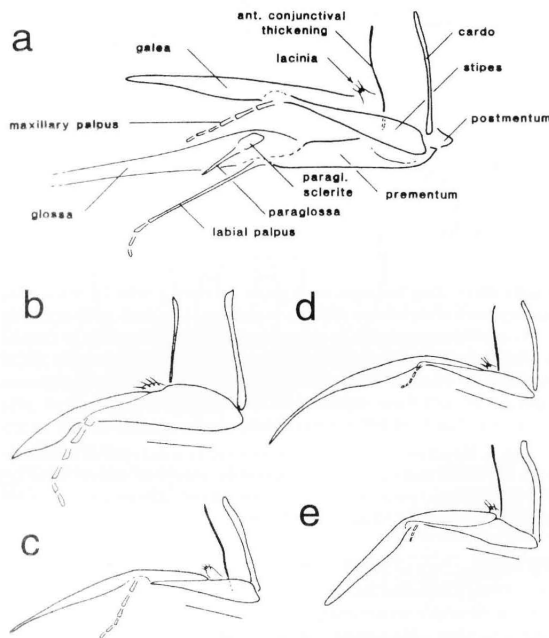 a
ant. conjunctival
thickening
cardo
galea
lacinia
stipes
maxillary palpus
postmentum
paragl.
sclerite
prementum
glossa
paraglossa
labial palpus
b
d
c
e